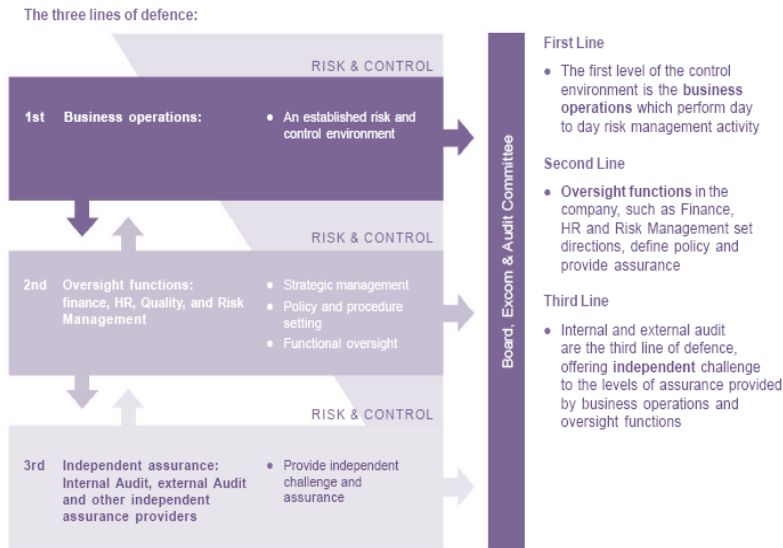 The three lines of defence:
RISK & CONTROL
1st Business operations:
● An established risk and
control environment
RISK & CONTROL
2nd Oversight functions:
finance, HR, Quality, and Risk
Management
● Strategic management
● Policy and procedure
setting
● Functional oversight
RISK & CONTROL
3rd Independent assurance:
Internal Audit, external Audit
and other independent
assurance providers
● Provide independent
challenge and
assurance
Board, Excom & Audit Committee
First Line
● The first level of the control
environment is the business
operations which perform day
to day risk management activity
Second Line
● Oversight functions in the
company, such as Finance,
HR and Risk Management set
directions, define policy and
provide assurance
Third Line
● Internal and external audit
are the third line of defence,
offering independent challenge
to the levels of assurance provided
by business operations and
oversight functions